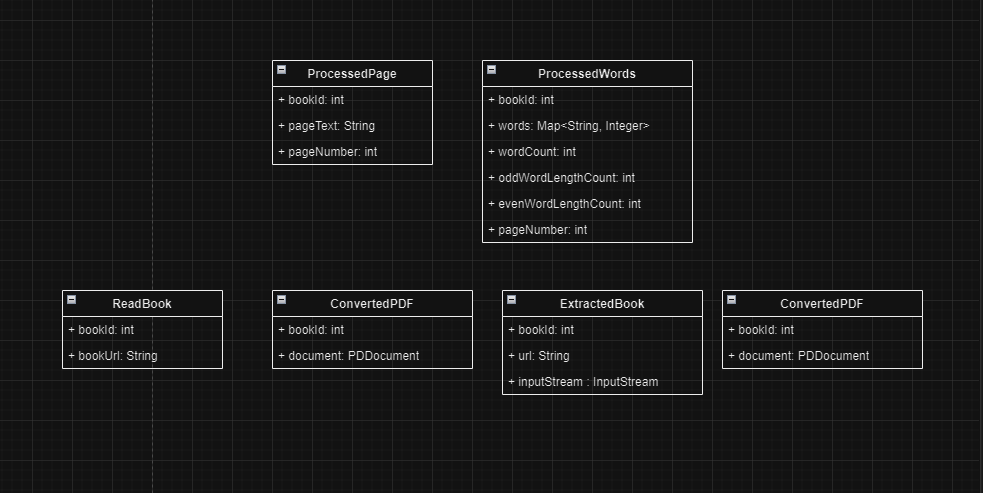 ProcessedPage
+ bookId: int
+ pageText: String
+ pageNumber: int
ProcessedWords
+ bookId: int
+ words: Map<String, Integer>
+ wordCount: int
+ oddWordLengthCount: int
+ evenWordLengthCount: int
+ pageNumber: int
ReadBook
+ bookId: int
+ bookUrl: String
ConvertedPDF
+ bookId: int
+ document: PDDocument
ExtractedBook
+ bookId: int
+ url: String
+ inputStream : InputStream
ConvertedPDF
+ bookId: int
+ document: PDDocument